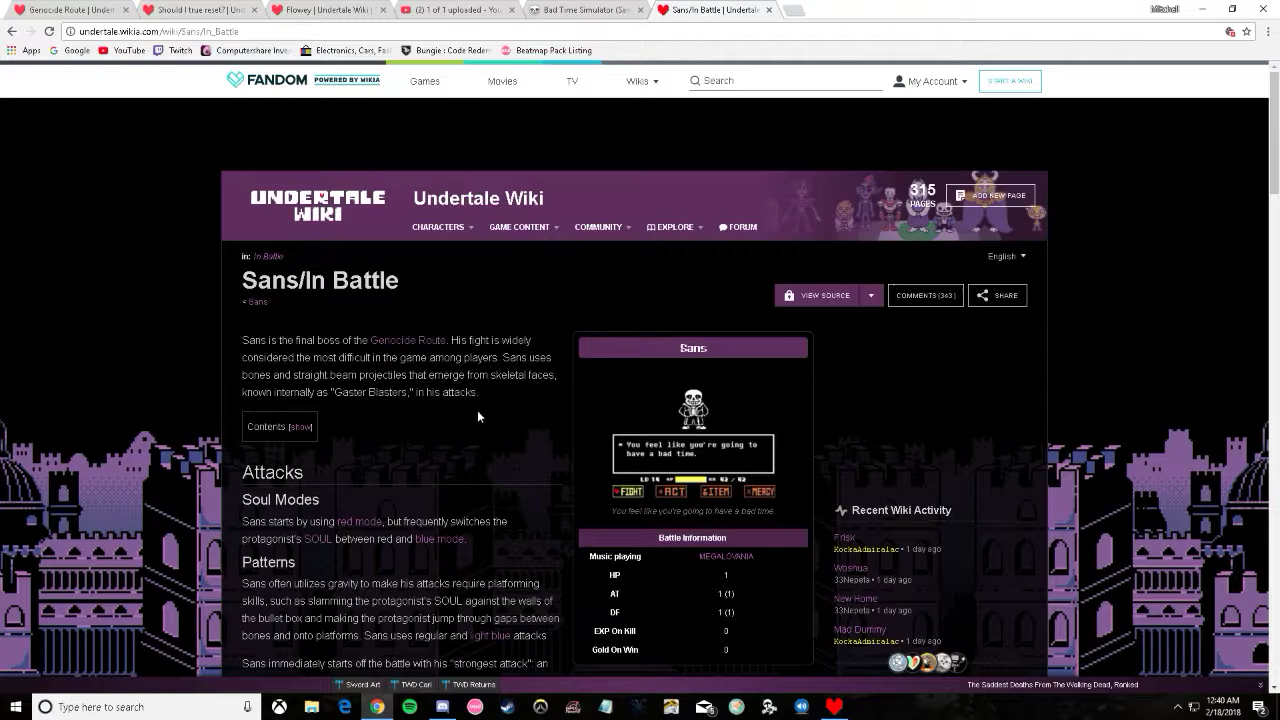 Genocide Route | Undert
Should I reset? | Undert
Flowey | Undertale Wiki |
(2) 1 of 1 uploaded - You
Bad Time Simulator (San
Sans/In Battle | Undertale
Mitchell
undertale.wikia.com/wiki/Sans/In_Battle
Apps Google YouTube Twitch Computershare Inves Electronics, Cars, Fas Bungie : Code Redem Beatmap Pack Listing
FANDOM POWERED BY WIKIA Games Movies TV Wikis Search My Account START A WIKI
UNDERTALE WIKI
Undertale Wiki
315 PAGES
ADD NEW PAGE
CHARACTERS GAME CONTENT COMMUNITY EXPLORE FORUM
in: In Battle
English
Sans/In Battle
< Sans
VIEW SOURCE COMMENTS (343) SHARE
Sans is the final boss of the Genocide Route. His fight is widely
considered the most difficult in the game among players. Sans uses
bones and straight beam projectiles that emerge from skeletal faces,
known internally as "Gaster Blasters," in his attacks.
Contents [show]
Attacks
Soul Modes
Sans starts by using red mode, but frequently switches the
protagonist's SOUL between red and blue mode.
Patterns
Sans often utilizes gravity to make his attacks require platforming
skills, such as slamming the protagonist's SOUL against the walls of
the bullet box and making the protagonist jump through gaps between
bones and onto platforms. Sans uses regular and light blue attacks.
Sans immediately starts off the battle with his "strongest attack": an
Sans
* You feel like you're going to
have a bad time.
LV 19 HP KR 92 / 92
FIGHT ACT ITEM MERCY
You feel like you're going to have a bad time.
Battle Information
Music playing MEGALOVANIA
HP 1
AT 1 (1)
DF 1 (1)
EXP On Kill 0
Gold On Win 0
Recent Wiki Activity
Frisk
KockaAdmiralac • 1 day ago
Woshua
33Nepeta • 1 day ago
New Home
33Nepeta • 1 day ago
Mad Dummy
KockaAdmiralac • 1 day ago
Sword Art TWD Carl TWD Returns
The Saddest Deaths From The Walking Dead, Ranked
Type here to search
12:40 AM
2/18/2018